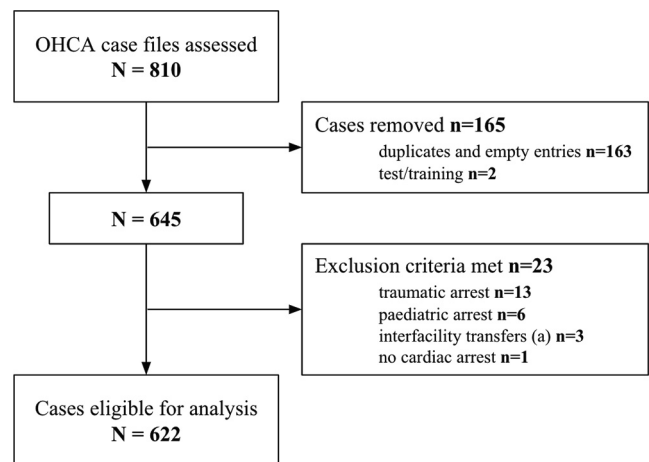 OHCA case files assessed
N = 810
Cases removed n=165
duplicates and empty entries n=163
test/training n=2
N = 645
Exclusion criteria met n=23
traumatic arrest n=13
paediatric arrest n=6
interfacility transfers (a) n=3
no cardiac arrest n=1
Cases eligible for analysis
N = 622